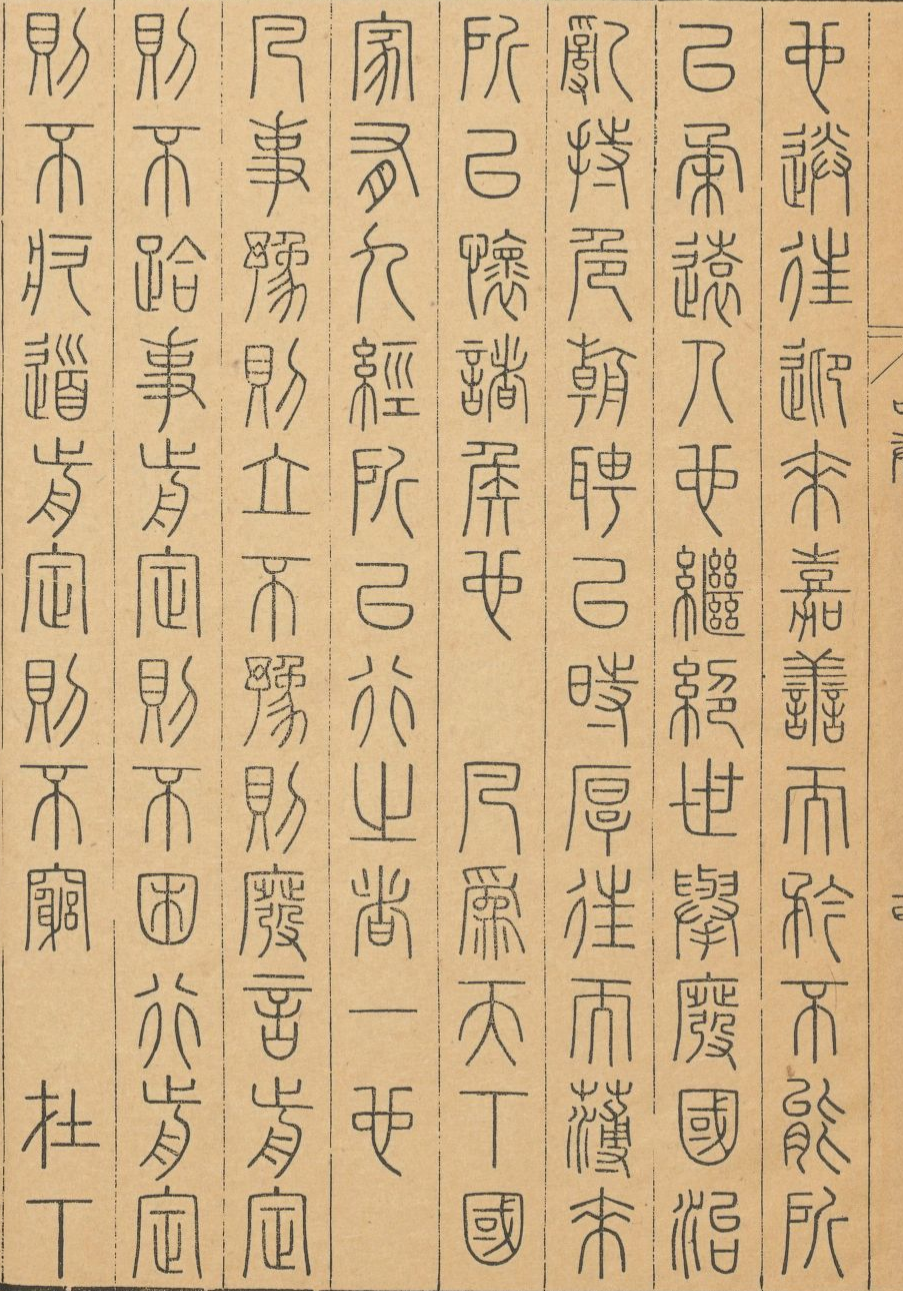 也送往迎來嘉善而矜不能所
以柔遠人也繼絕世舉廢國治
亂持危朝聘以時厚往而薄來
所以懷諸侯也 凡為天下國
家有九經所以行之者一也
凡事豫則立不豫則廢言前定
則不跲事前定則不困行前定
則不疚道前定則不窮 在下